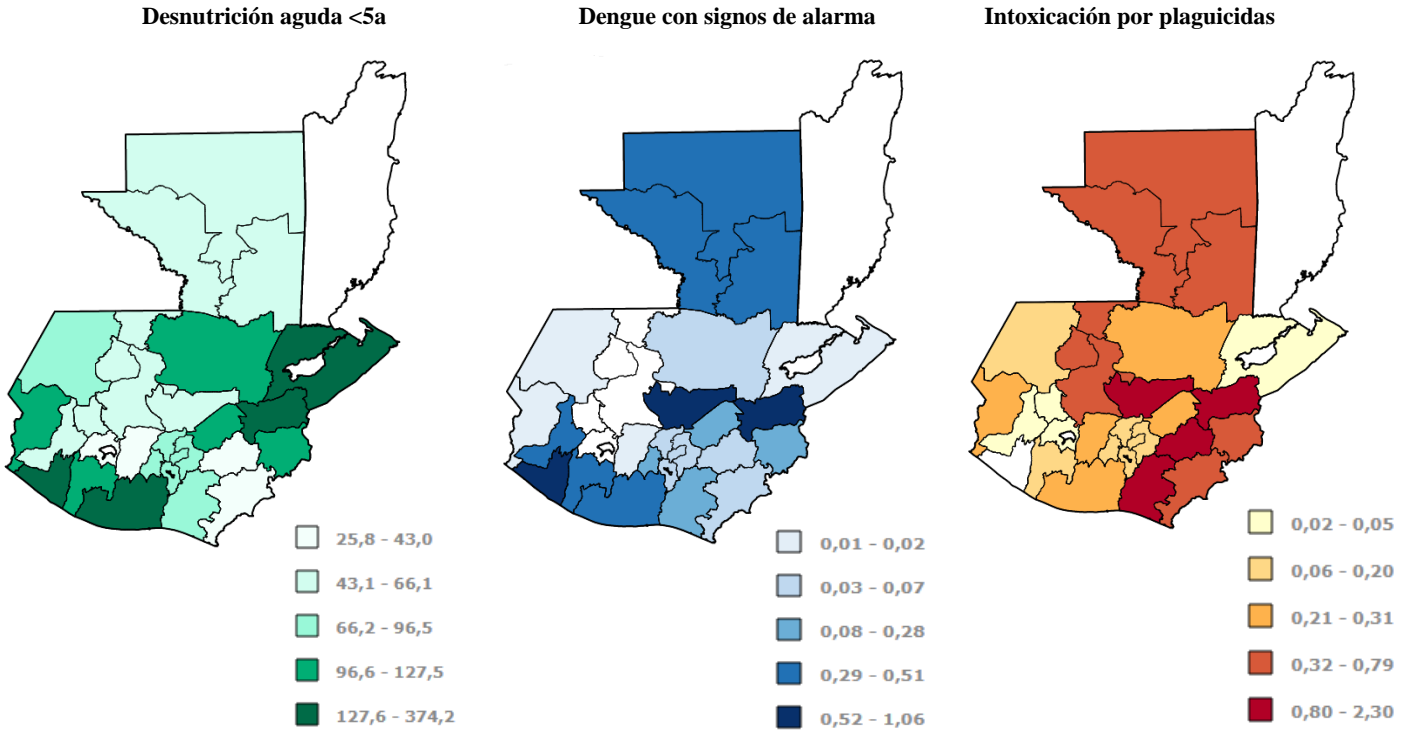 Desnutrición aguda <5a
Dengue con signos de alarma
Intoxicación por plaguicidas
25,8 - 43,0
43,1 - 66,1
66,2 - 96,5
96,6 - 127,5
127,6 - 374,2
0,01 - 0,02
0,03 - 0,07
0,08 - 0,28
0,29 - 0,51
0,52 - 1,06
0,02 - 0,05
0,06 - 0,20
0,21 - 0,31
0,32 - 0,79
0,80 - 2,30